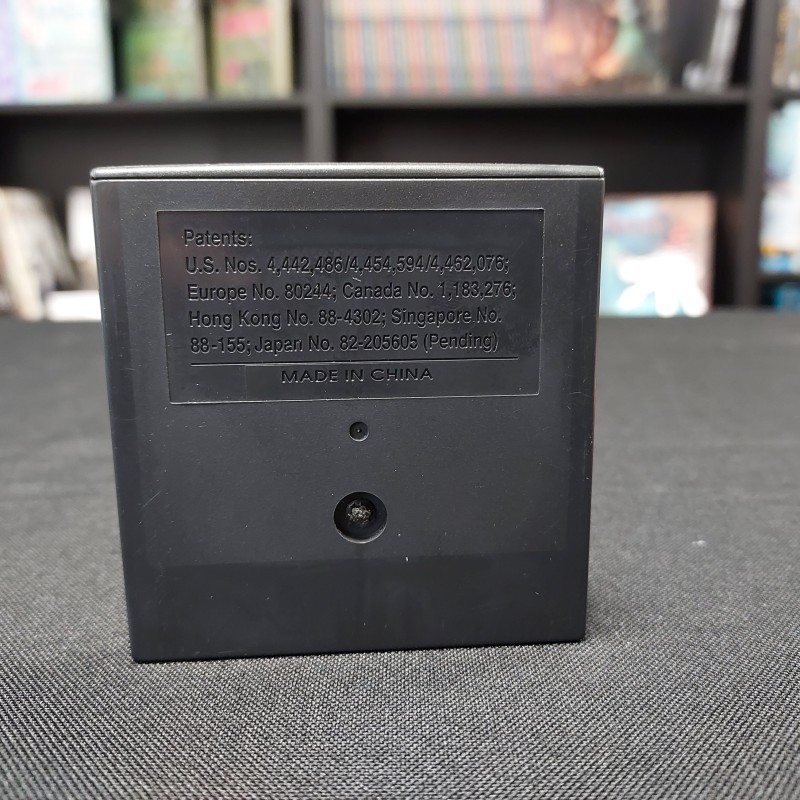 Patents:
U.S. Nos. 4,442,486/4,454,594/4,462,076;
Europe No. 80244; Canada No. 1,183,276;
Hong Kong No. 88-4302; Singapore No.
88-155; Japan No. 82-205605 (Pending)
MADE IN CHINA